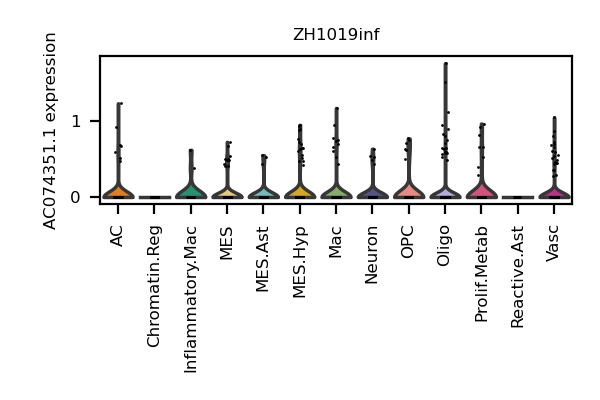 ZH1019inf
AC074351.1 expression
1
0
AC
Chromatin.Reg
Inflammatory.Mac
MES
MES.Ast
MES.Hyp
Mac
Neuron
OPC
Oligo
Prolif.Metab
Reactive.Ast
Vasc